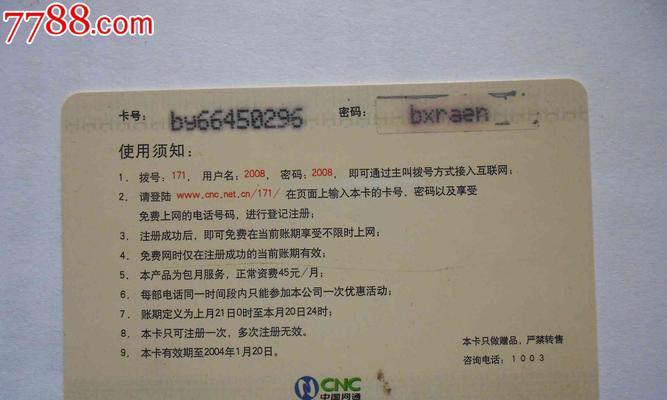 7788.com
卡号： by66450296 密码： bxraen
使用须知：
1. 拨号：171， 用户名：2008， 密码：2008， 即可通过主叫拨号方式接入互联网；
2. 请登陆 www.cnc.net.cn/171/ 在页面上输入本卡的卡号、密码以及享受
免费上网的电话号码，进行登记注册；
3. 注册成功后，即可免费在当前账期享受不限时上网；
4. 免费网时仅在注册成功的当前账期有效；
5. 本产品为包月服务，正常资费45元/月；
6. 每部电话同一时间段内只能参加本公司一次优惠活动；
7. 账期定义为上月21日0时至本月20日24时；
8. 本卡只可注册一次，多次注册无效。
9. 本卡有效期至2004年1月20日。
本卡只做赠品，严禁转售
咨询电话：1003
CNC
中国网通